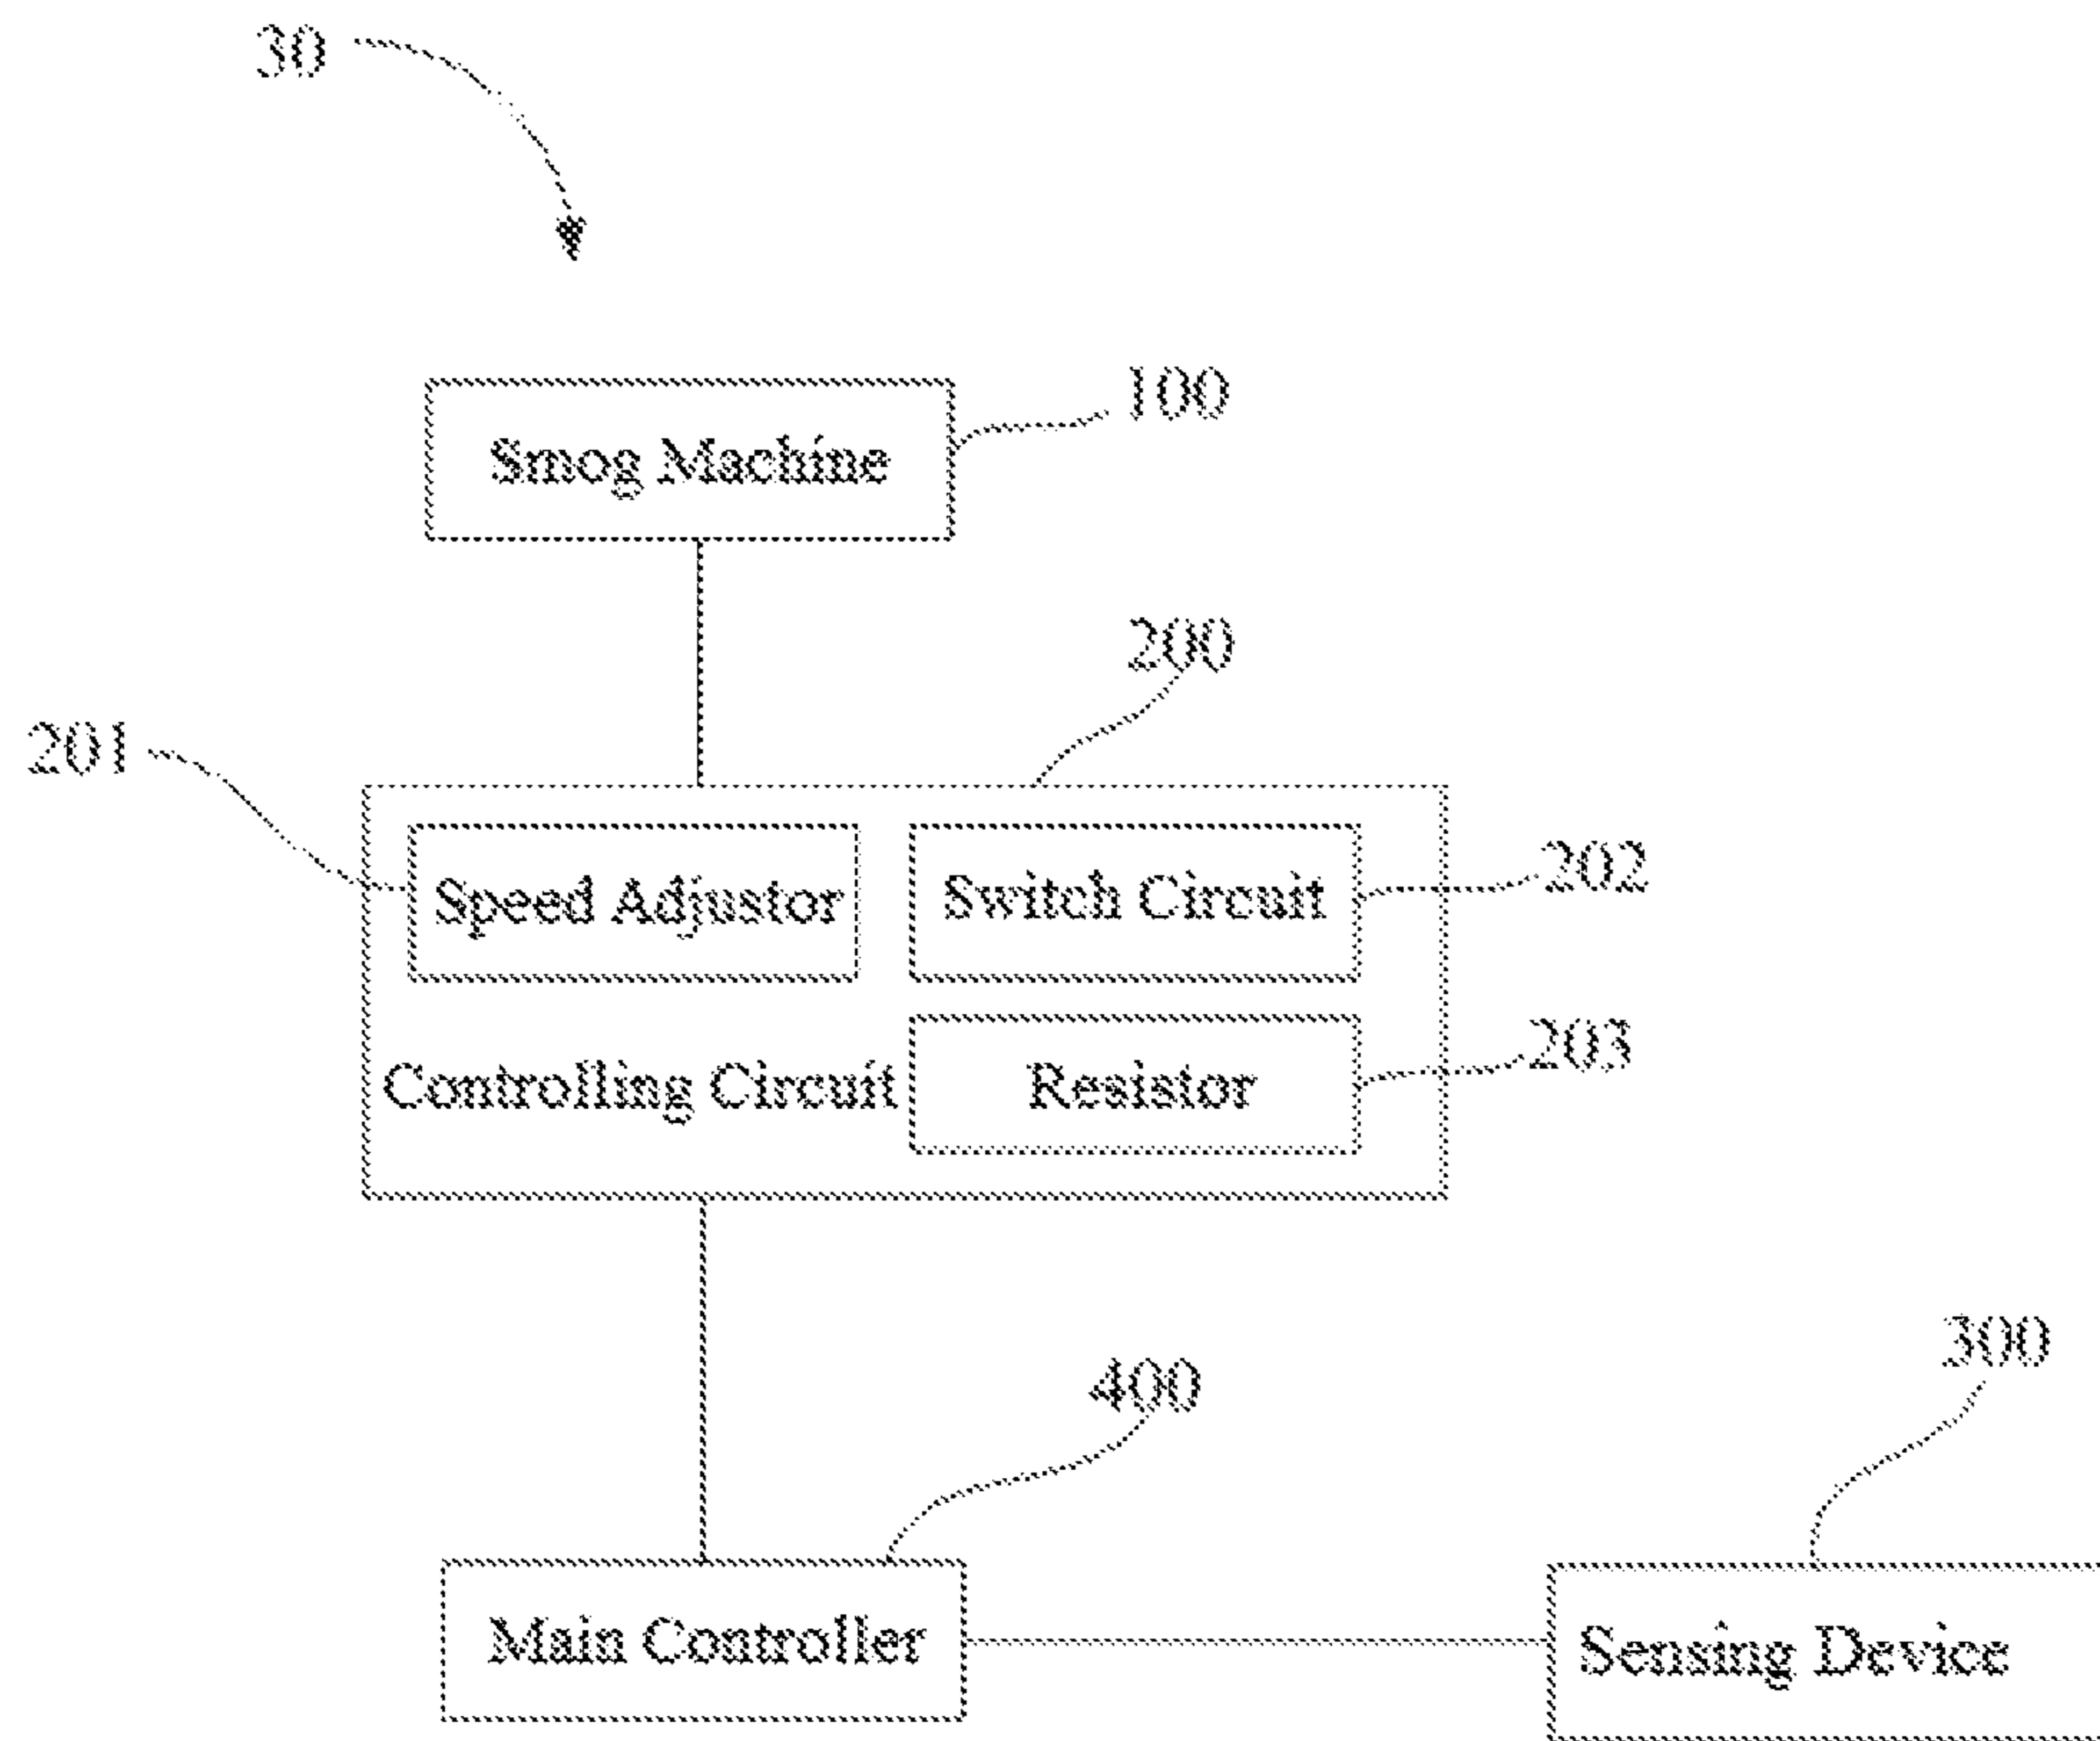 30
100
Smog Machine
200
201
202
Speed Adjustor
Switch Circuit
203
Controlling Circuit
Resistor
300
400
Main Controller
Sensing Device